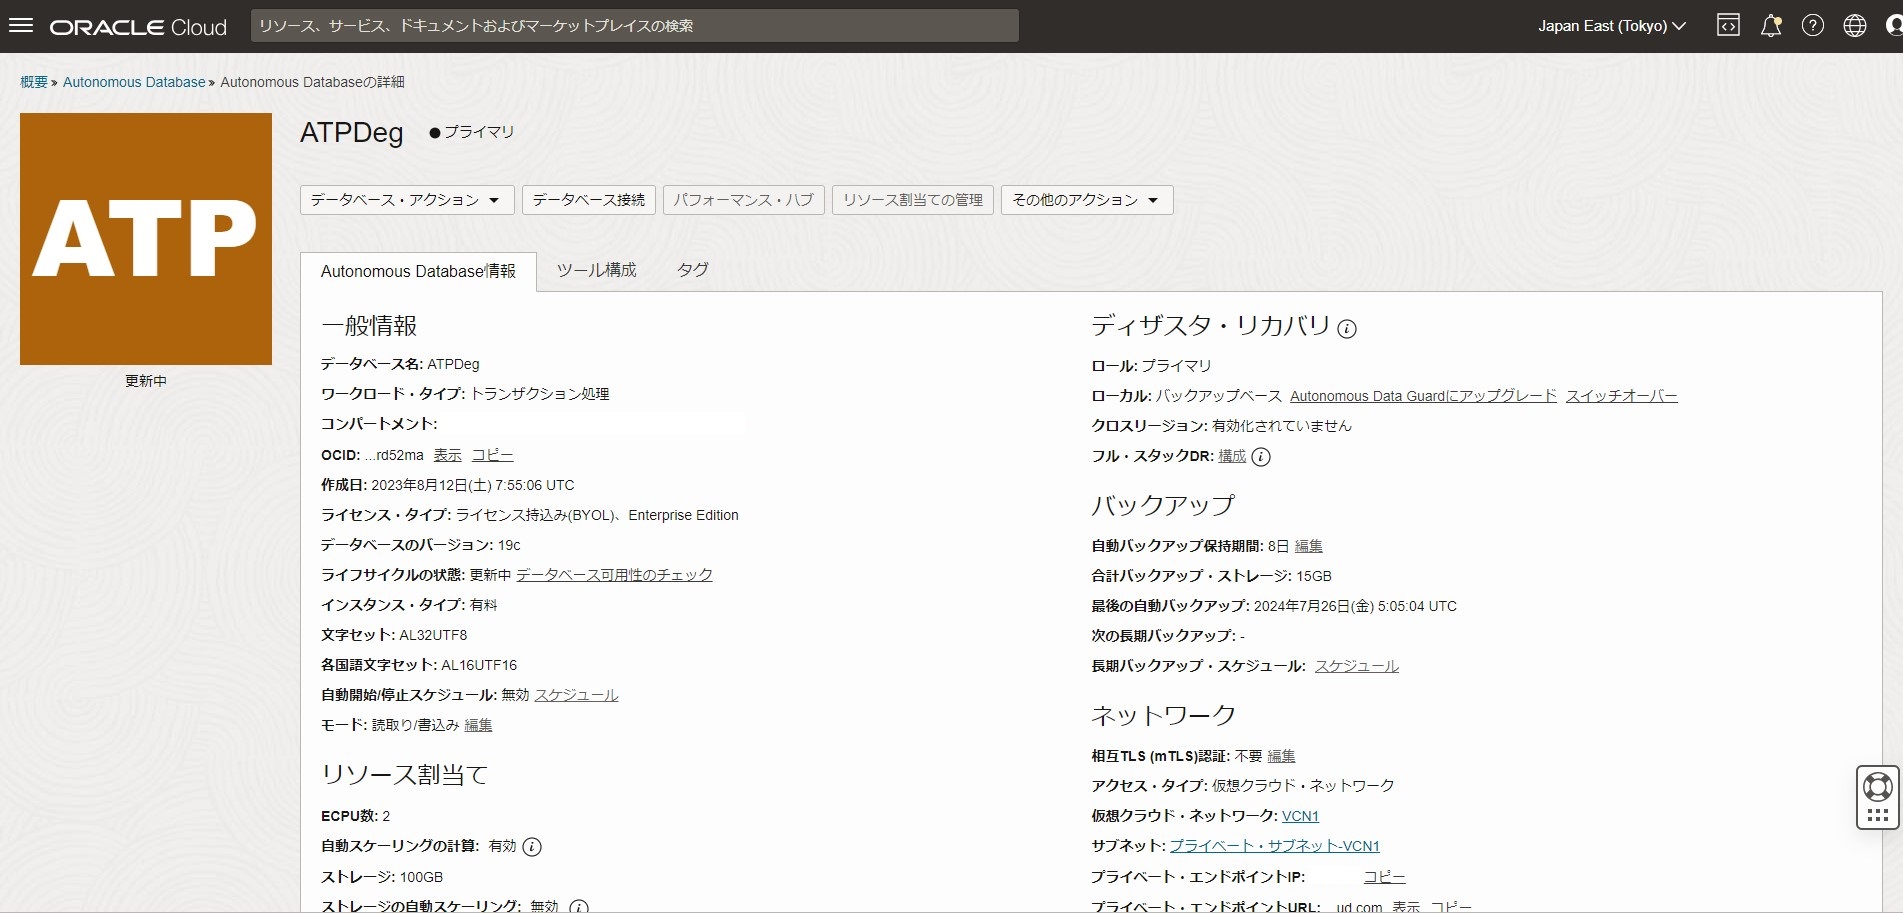 ORACLE Cloud
リソース、サービス、ドキュメントおよびマーケットプレイスの検索
Japan East (Tokyo)
概要 » Autonomous Database » Autonomous Databaseの詳細
ATP
更新中
ATPDeg
プライマリ
データベース・アクション
データベース接続
パフォーマンス・ハブ
リソース割当ての管理
その他のアクション
Autonomous Database情報
ツール構成
タグ
一般情報
データベース名: ATPDeg
ワークロード・タイプ: トランザクション処理
コンパートメント:
OCID: ...rd52ma 表示 コピー
作成日: 2023年8月12日(土) 7:55:06 UTC
ライセンス・タイプ: ライセンス持込み(BYOL)、Enterprise Edition
データベースのバージョン: 19c
ライフサイクルの状態: 更新中 データベース可用性のチェック
インスタンス・タイプ: 有料
文字セット: AL32UTF8
各国語文字セット: AL16UTF16
自動開始/停止スケジュール: 無効 スケジュール
モード: 読取り/書込み 編集
リソース割当て
ECPU数: 2
自動スケーリングの計算: 有効
ストレージ: 100GB
ストレージの自動スケーリング: 無効
ディザスタ・リカバリ
ロール: プライマリ
ローカル: バックアップベース Autonomous Data Guardにアップグレード スイッチオーバー
クロスリージョン: 有効化されていません
フル・スタックDR: 構成
バックアップ
自動バックアップ保持期間: 8日 編集
合計バックアップ・ストレージ: 15GB
最後の自動バックアップ: 2024年7月26日(金) 5:05:04 UTC
次の長期バックアップ: -
長期バックアップ・スケジュール: スケジュール
ネットワーク
相互TLS (mTLS)認証: 不要 編集
アクセス・タイプ: 仮想クラウド・ネットワーク
仮想クラウド・ネットワーク: VCN1
サブネット: プライベート・サブネット-VCN1
プライベート・エンドポイントIP: コピー
プライベート・エンドポイントURL: ...ud.com 表示 コピー